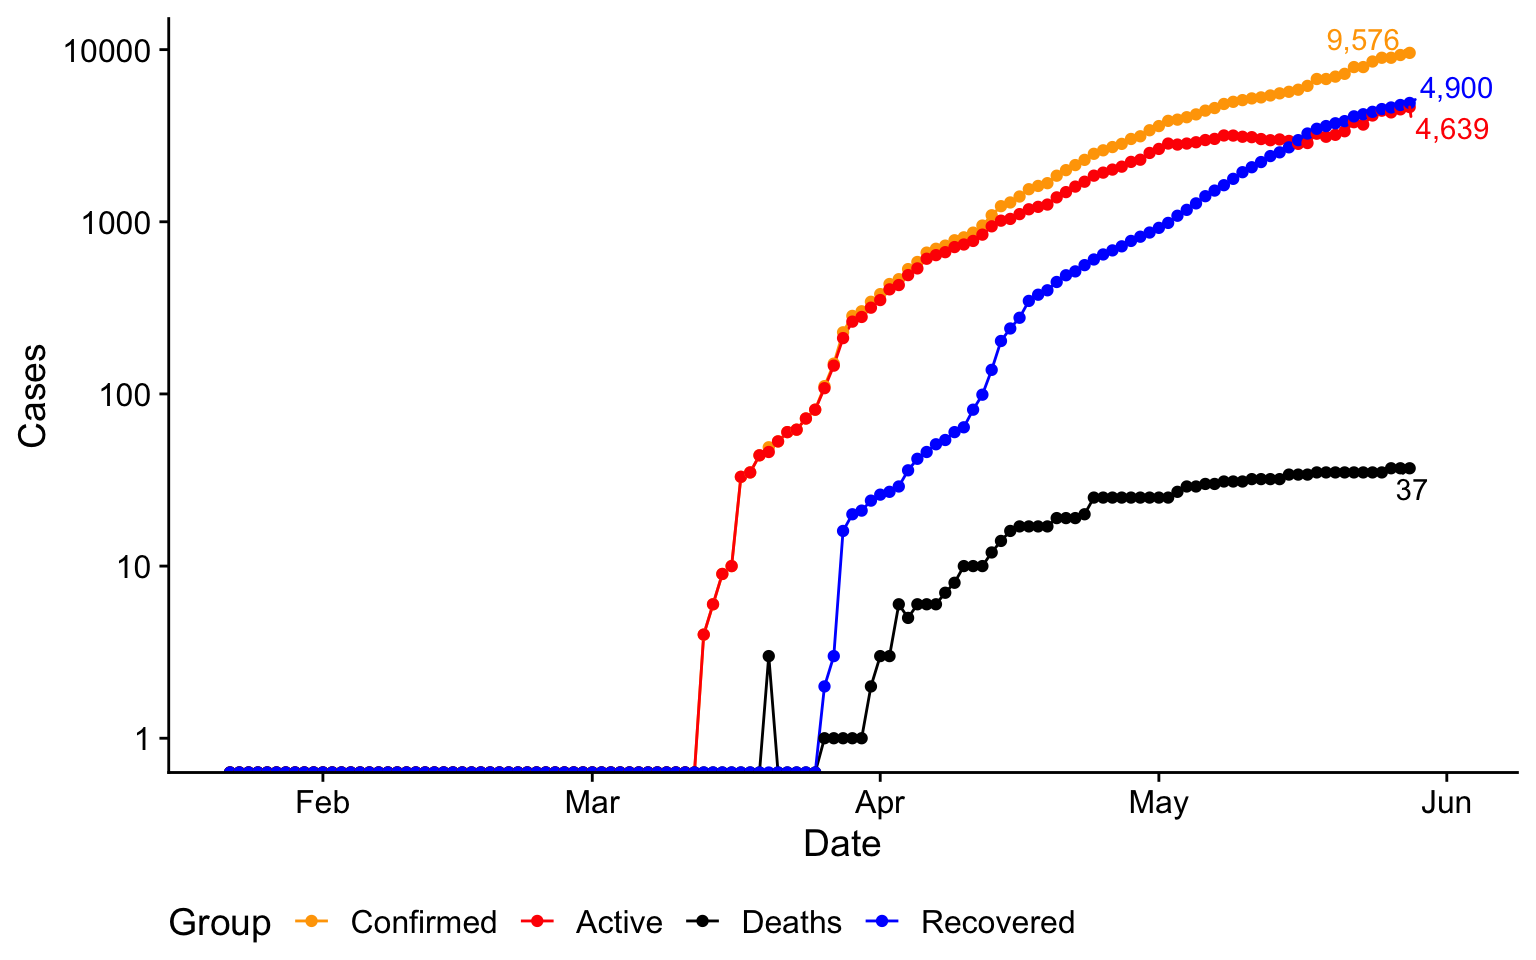 10000
1000
100
10
1
Cases
9,576
4,900
4,639
37
Feb Mar Apr May Jun
Date
Group Confirmed Active Deaths Recovered